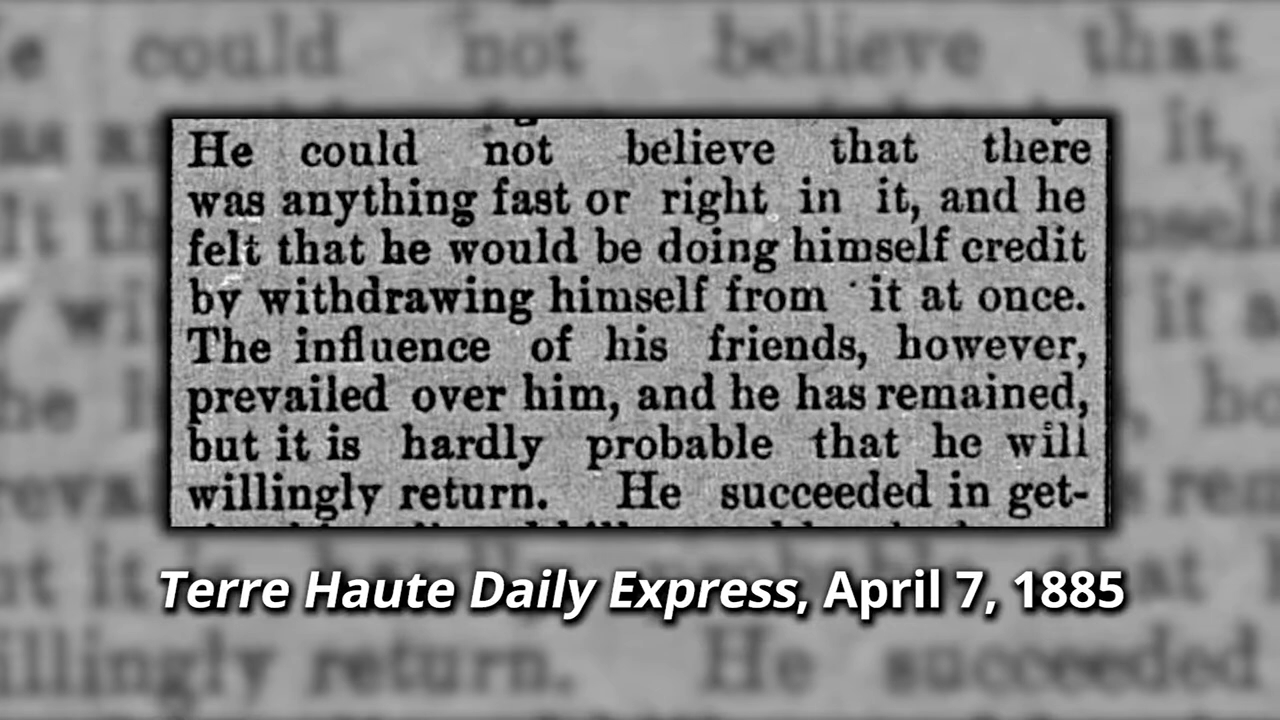 He could not believe that there
was anything fast or right in it, and he
felt that he would be doing himself credit
by withdrawing himself from it at once.
The influence of his friends, however,
prevailed over him, and he has remained,
but it is hardly probable that he will
willingly return. He succeeded in get-
Terre Haute Daily Express, April 7, 1885